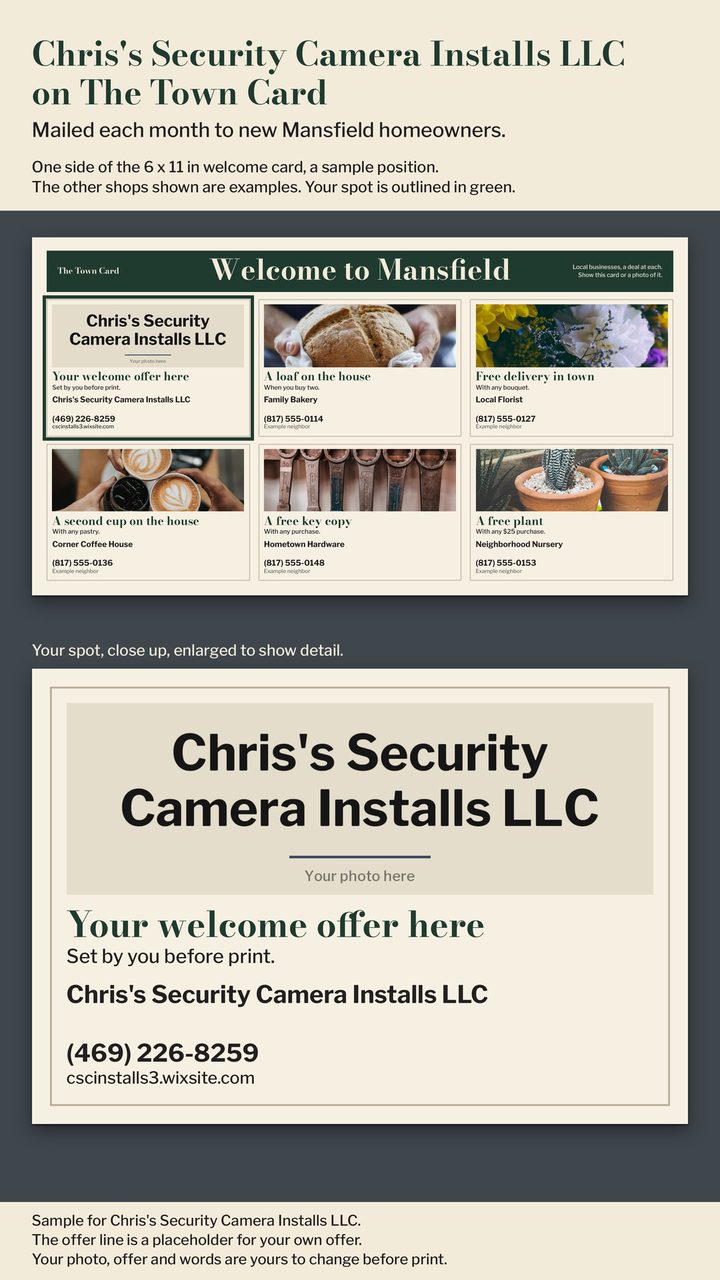 Chris's Security Camera Installs LLC
on The Town Card
Mailed each month to new Mansfield homeowners.
One side of the 6 x 11 in welcome card, a sample position.
The other shops shown are examples. Your spot is outlined in green.
The Town Card
Welcome to Mansfield
Local businesses, a deal at each.
Show this card or a photo of it.
Chris's Security
Camera Installs LLC
Your photo here
Your welcome offer here
Set by you before print.
Chris's Security Camera Installs LLC
(469) 226-8259
cscinstalls3.wixsite.com
A loaf on the house
When you buy two.
Family Bakery
(817) 555-0114
Example neighbor
Free delivery in town
With any bouquet.
Local Florist
(817) 555-0127
Example neighbor
A second cup on the house
With any pastry.
Corner Coffee House
(817) 555-0136
Example neighbor
A free key copy
With any purchase.
Hometown Hardware
(817) 555-0148
Example neighbor
A free plant
With any $25 purchase.
Neighborhood Nursery
(817) 555-0153
Example neighbor
Your spot, close up, enlarged to show detail.
Chris's Security
Camera Installs LLC
Your photo here
Your welcome offer here
Set by you before print.
Chris's Security Camera Installs LLC
(469) 226-8259
cscinstalls3.wixsite.com
Sample for Chris's Security Camera Installs LLC.
The offer line is a placeholder for your own offer.
Your photo, offer and words are yours to change before print.